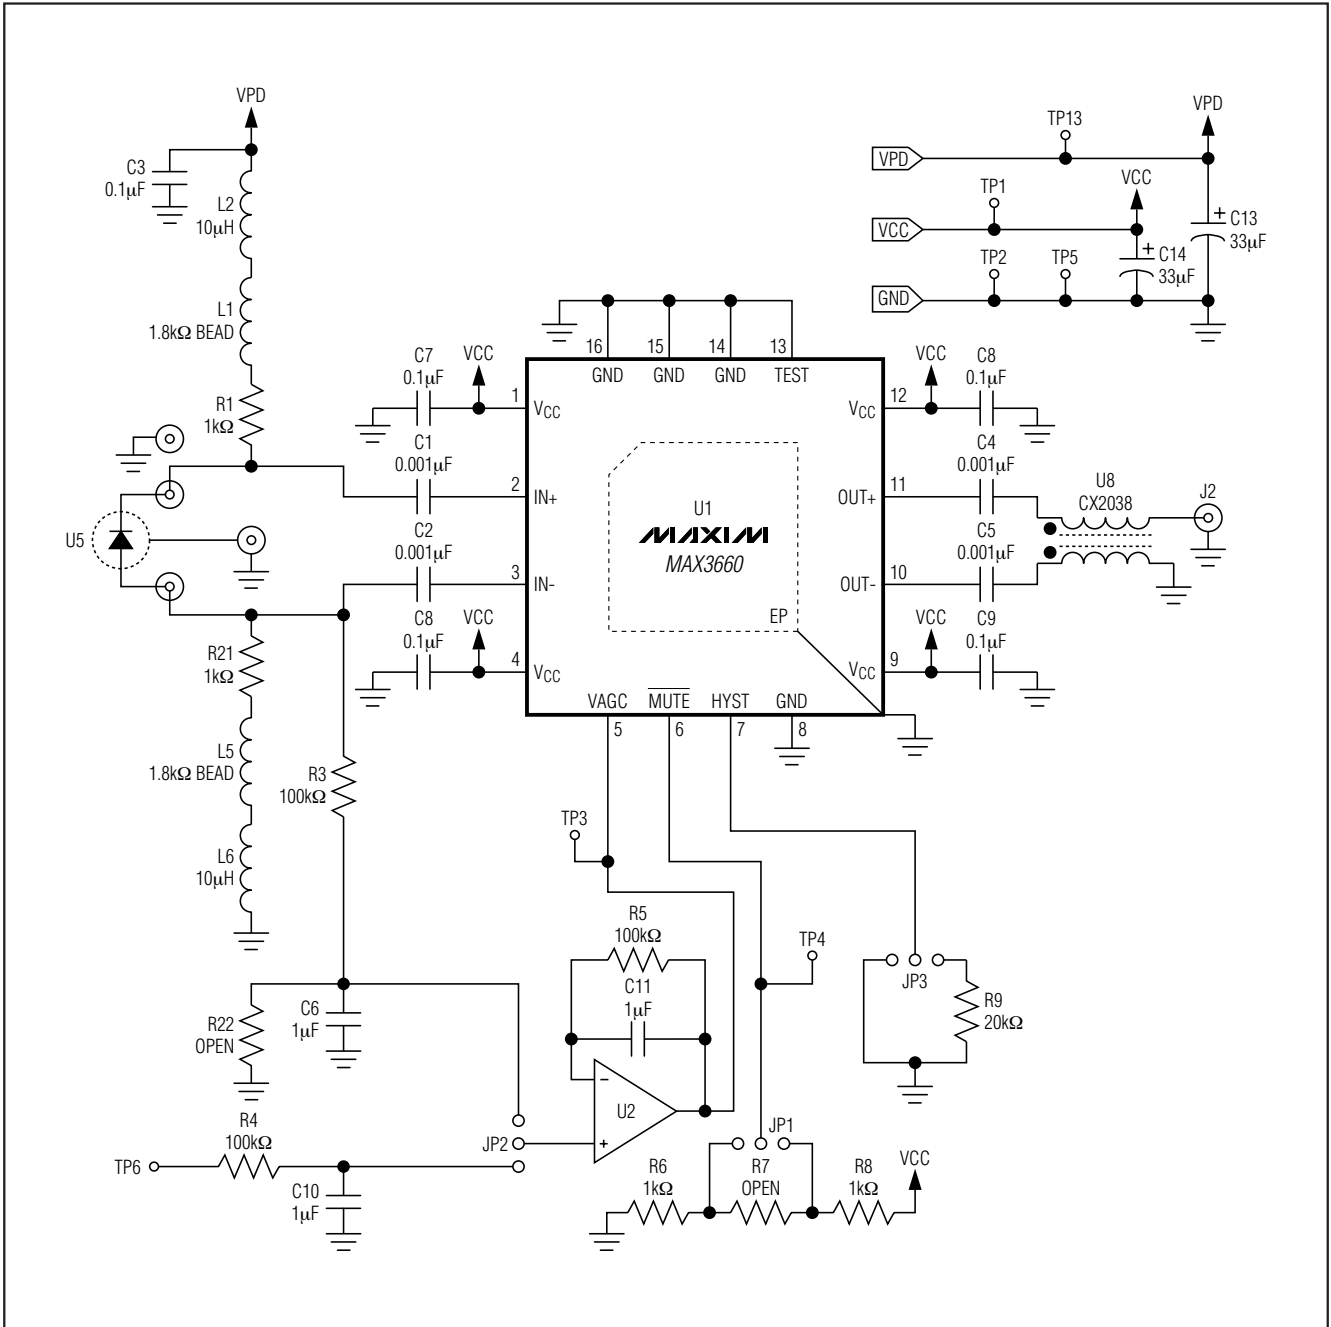 VPD
C3
0.1µF
L2
10µH
L1
1.8kΩ BEAD
R1
1kΩ
U5
R21
1kΩ
L5
1.8kΩ BEAD
L6
10µH
R3
100kΩ
R22
OPEN
C6
1µF
R4
100kΩ
TP6
C10
1µF
JP2
C7
0.1µF
VCC
C1
0.001µF
C2
0.001µF
C8
0.1µF
VCC
1
VCC
2
IN+
3
IN-
4
VCC
16
GND
15
GND
14
GND
13
TEST
U1
MAXIM
MAX3660
EP
12
VCC
11
OUT+
10
OUT-
9
VCC
VAGC
5
MUTE
6
HYST
7
GND
8
VCC
C8
0.1µF
C4
0.001µF
C5
0.001µF
VCC
C9
0.1µF
U8
CX2038
J2
VPD
TP13
VPD
VCC
TP1
VCC
GND
TP2
TP5
+
C14
33µF
+
C13
33µF
TP3
R5
100kΩ
C11
1µF
−
+
U2
TP4
JP1
R6
1kΩ
R7
OPEN
R8
1kΩ
VCC
JP3
R9
20kΩ